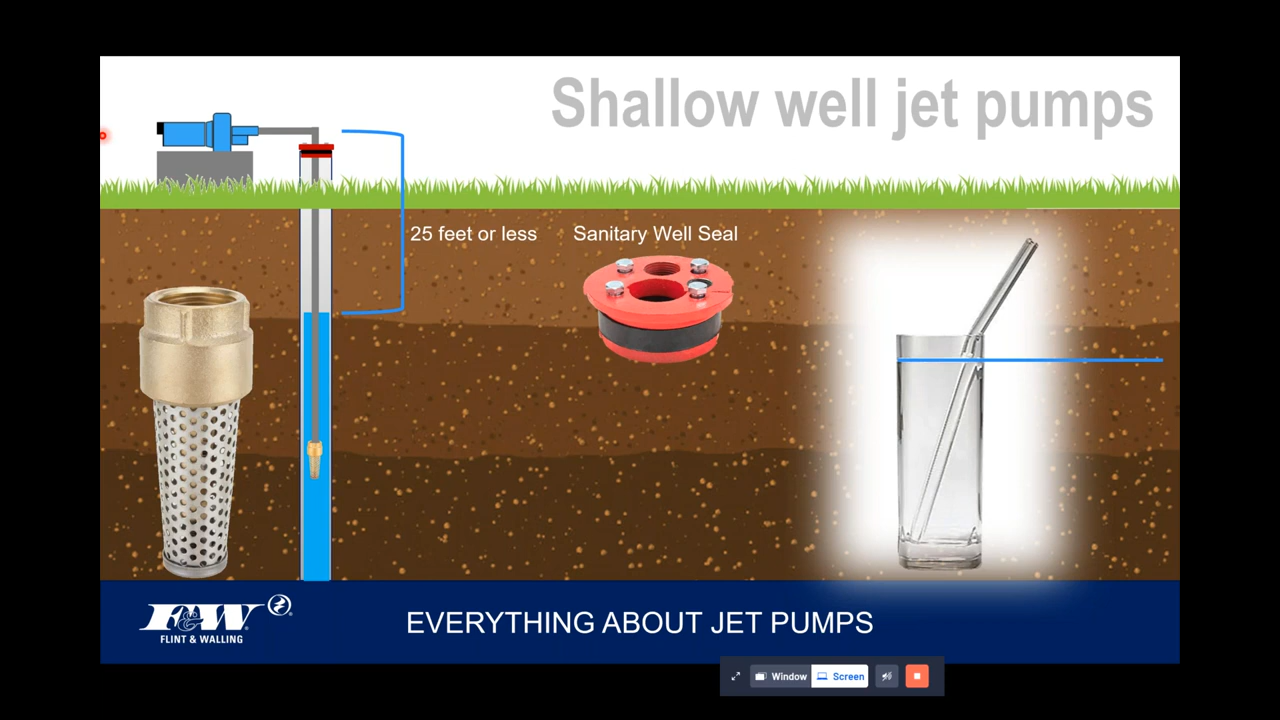 Shallow well jet pumps
25 feet or less
Sanitary Well Seal
F&W
FLINT & WALLING
EVERYTHING ABOUT JET PUMPS
Window
Screen